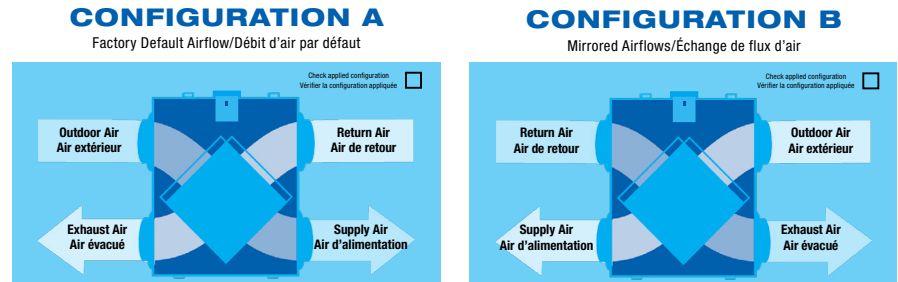 CONFIGURATION A
Factory Default Airflow/Débit d'air par défaut
Check applied configuration
Vérifier la configuration appliquée
Outdoor Air
Air extérieur
Return Air
Air de retour
Exhaust Air
Air évacué
Supply Air
Air d'alimentation
CONFIGURATION B
Mirrored Airflows/Échange de flux d'air
Check applied configuration
Vérifier la configuration appliquée
Return Air
Air de retour
Outdoor Air
Air extérieur
Supply Air
Air d'alimentation
Exhaust Air
Air évacué